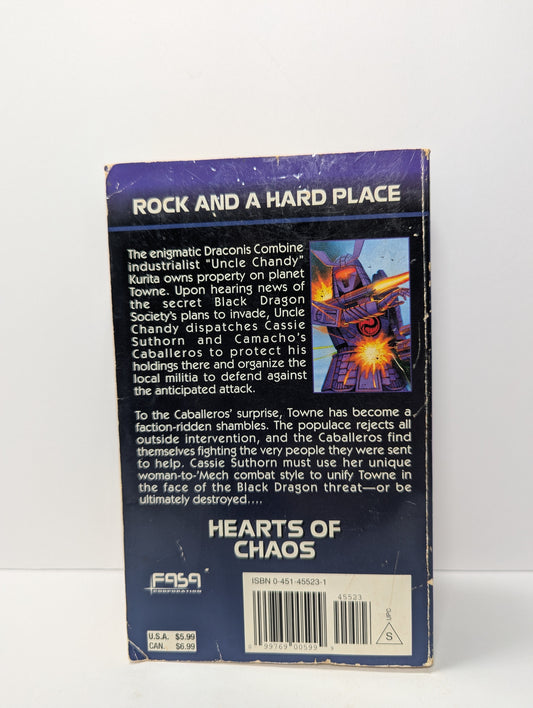 ROCK AND A HARD PLACE
The enigmatic Draconis Combine
industrialist "Uncle Chandy"
Kurita owns property on planet
Towne. Upon hearing news of
the secret Black Dragon
Society's plans to invade, Uncle
Chandy dispatches Cassie
Suthorn and Camacho's
Caballeros to protect his
holdings there and organize the
local militia to defend against
the anticipated attack.
To the Caballeros' surprise, Towne has become a
faction-ridden shambles. The populace rejects all
outside intervention, and the Caballeros find
themselves fighting the very people they were sent
to help. Cassie Suthorn must use her unique
woman-to-'Mech combat style to unify Towne in
the face of the Black Dragon threat—or be
ultimately destroyed....
HEARTS OF
CHAOS
FASA
CORPORATION
ISBN 0-451-45523-1
45523
0 99769 00599 9
UPC
S
U.S.A. $5.99
CAN. $6.99